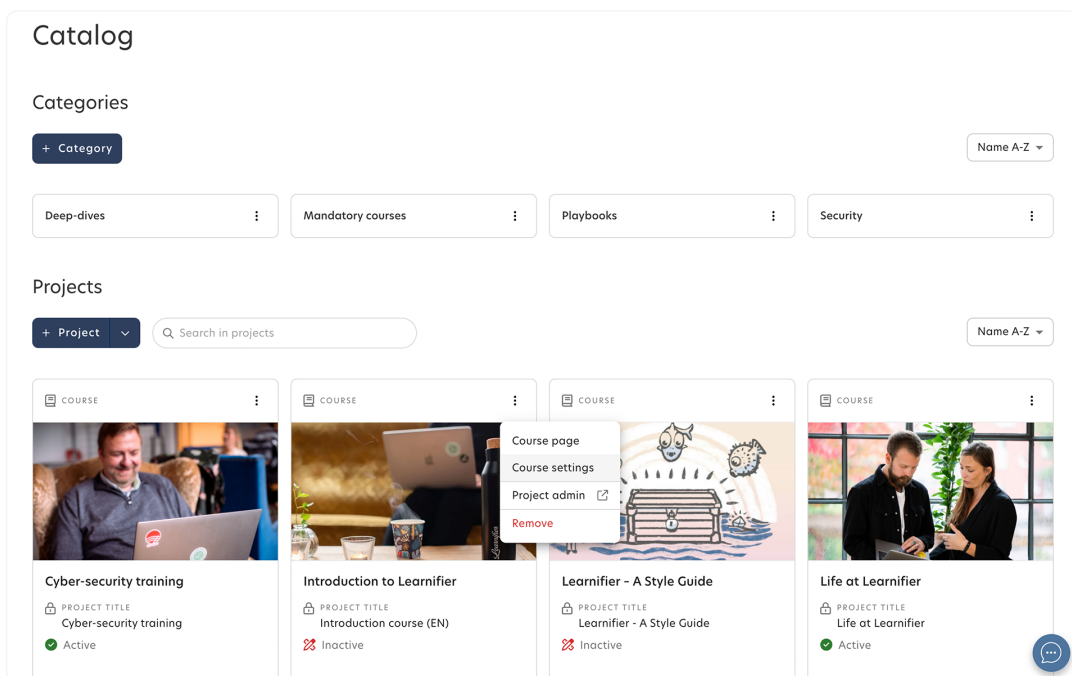 Catalog
Categories
+ Category
Name A-Z
Deep-dives
Mandatory courses
Playbooks
Security
Projects
+ Project
Search in projects
Name A-Z
COURSE
COURSE
COURSE
COURSE
Course page
Course settings
Project admin
Remove
Learnifier
Cyber-security training
Introduction to Learnifier
Learnifier – A Style Guide
Life at Learnifier
PROJECT TITLE
PROJECT TITLE
PROJECT TITLE
PROJECT TITLE
Cyber-security training
Introduction course (EN)
Learnifier - A Style Guide
Life at Learnifier
Active
Inactive
Inactive
Active